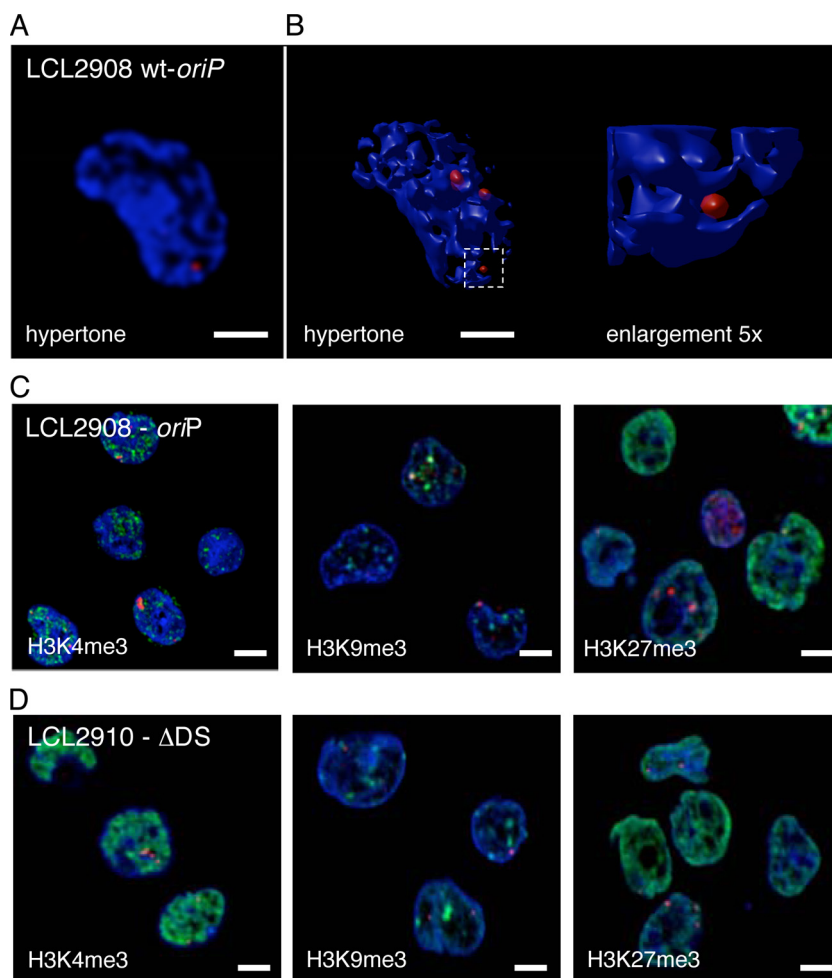 A
B
LCL2908 wt-oriP
hypertone
hypertone
enlargement 5x
C
LCL2908 - oriP
H3K4me3
H3K9me3
H3K27me3
D
LCL2910 - ΔDS
H3K4me3
H3K9me3
H3K27me3